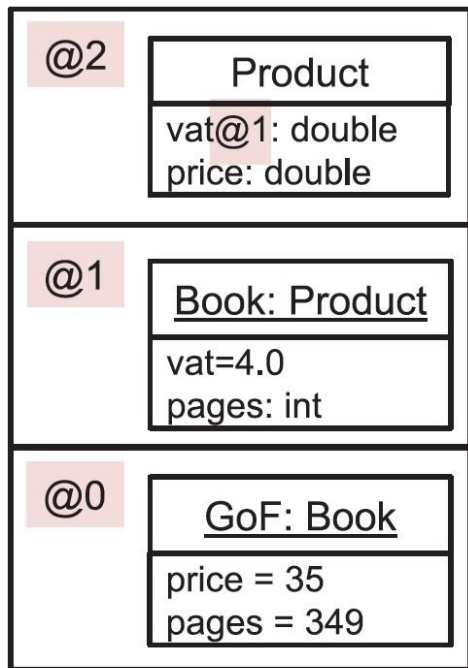 @2
Product
vat@1: double
price: double
@1
Book: Product
vat=4.0
pages: int
@0
GoF: Book
price = 35
pages = 349